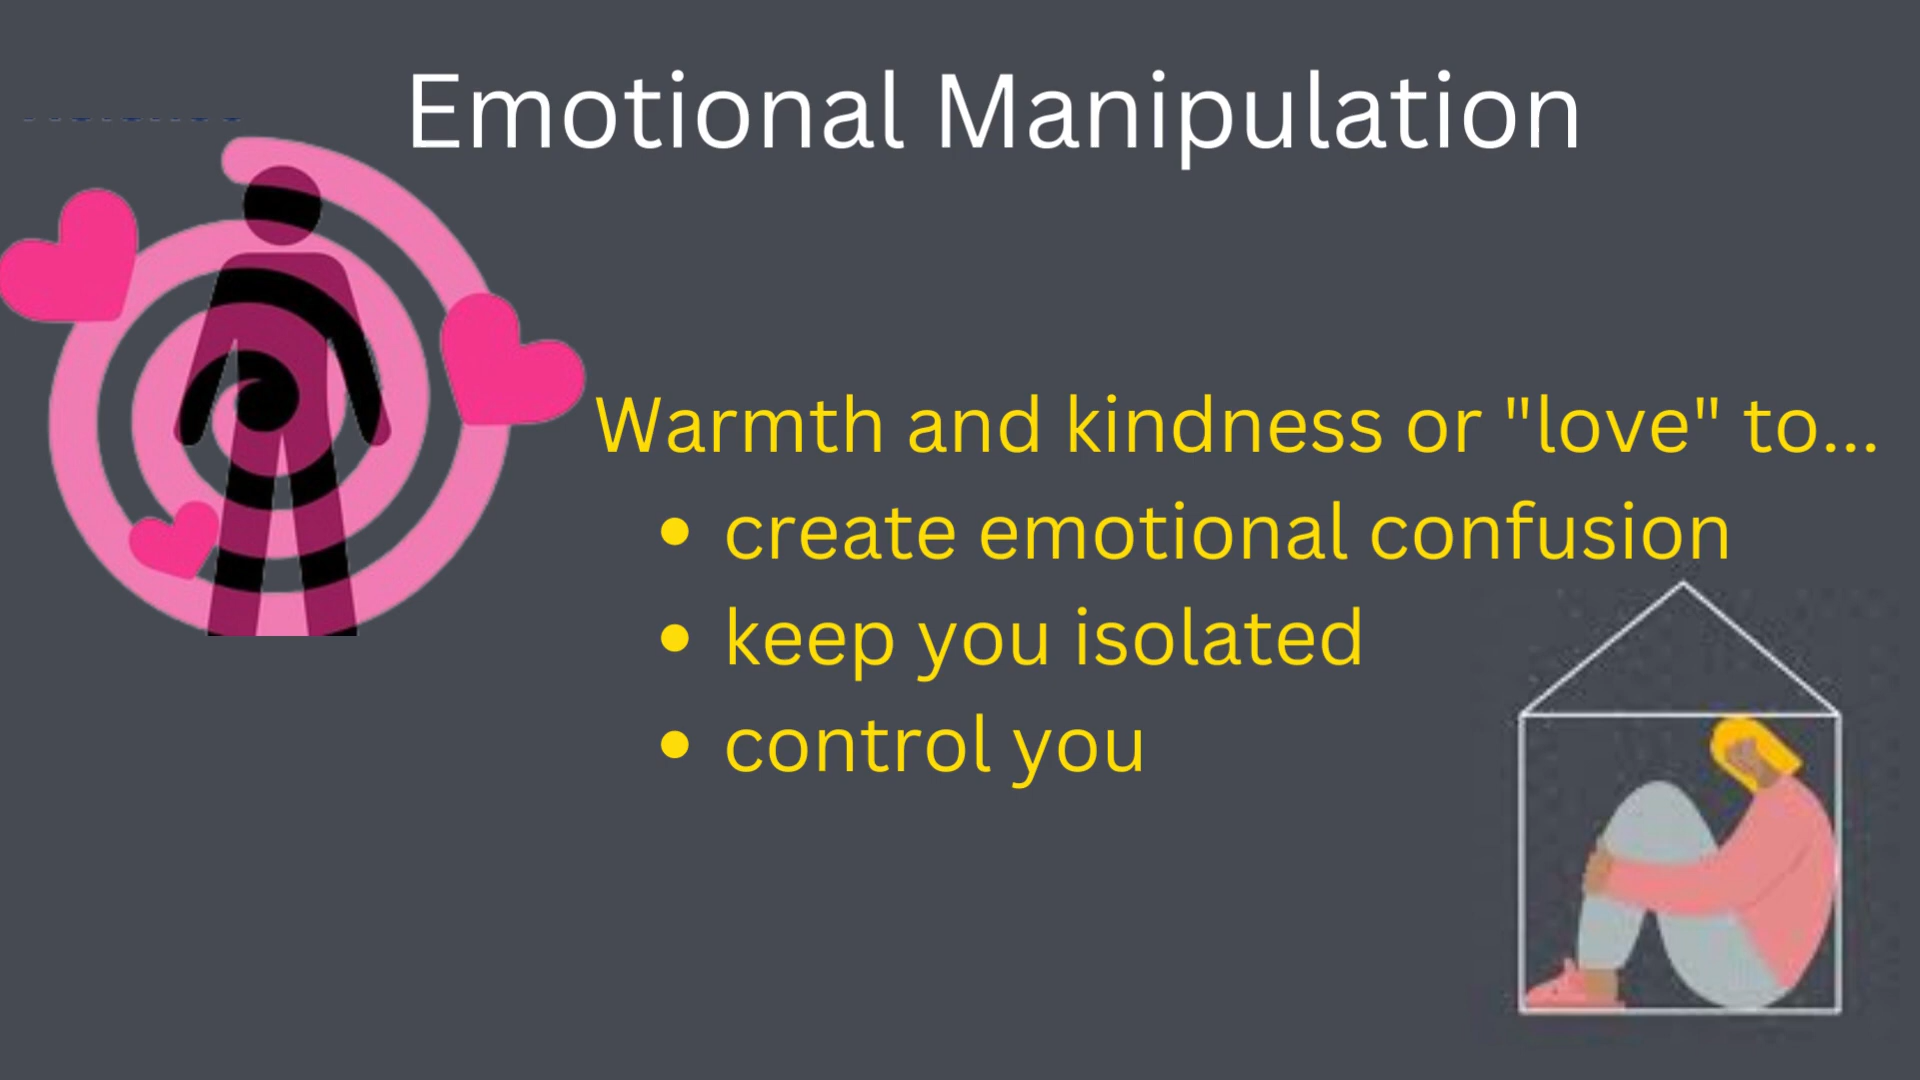 Emotional Manipulation
Warmth and kindness or "love" to...
• create emotional confusion
• keep you isolated
• control you